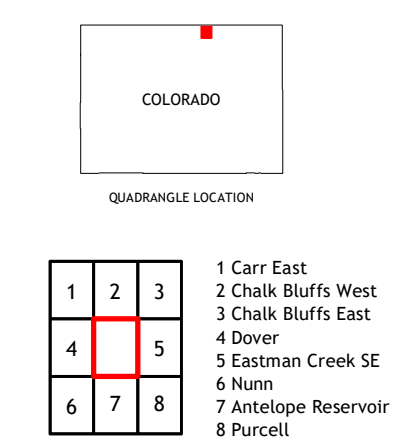 COLORADO
QUADRANGLE LOCATION
1 2 3
4 5
6 7 8
1 Carr East
2 Chalk Bluffs West
3 Chalk Bluffs East
4 Dover
5 Eastman Creek SE
6 Nunn
7 Antelope Reservoir
8 Purcell